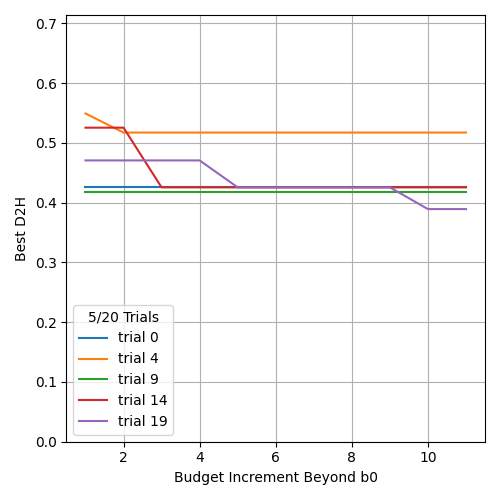 0.7
0.6
0.5
0.4
0.3
0.2
0.1
0.0
Best D2H
5/20 Trials
trial 0
trial 4
trial 9
trial 14
trial 19
2 4 6 8 10
Budget Increment Beyond b0